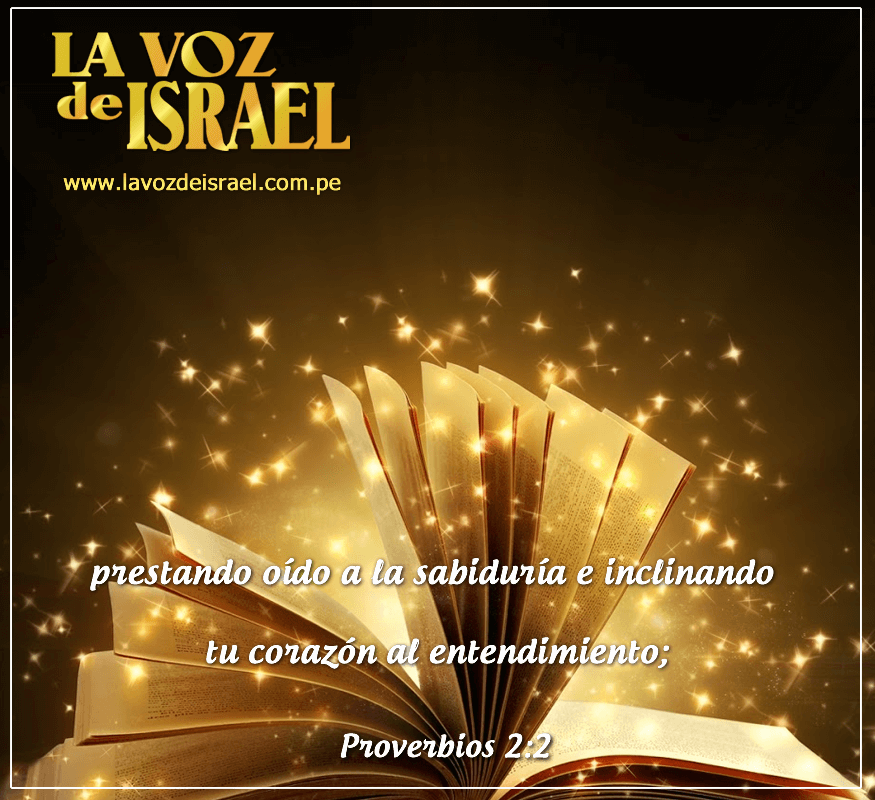 LA VOZ
de ISRAEL
www.lavozdeisrael.com.pe
prestando oído a la sabiduría e inclinando
tu corazón al entendimiento;
Proverbios 2:2